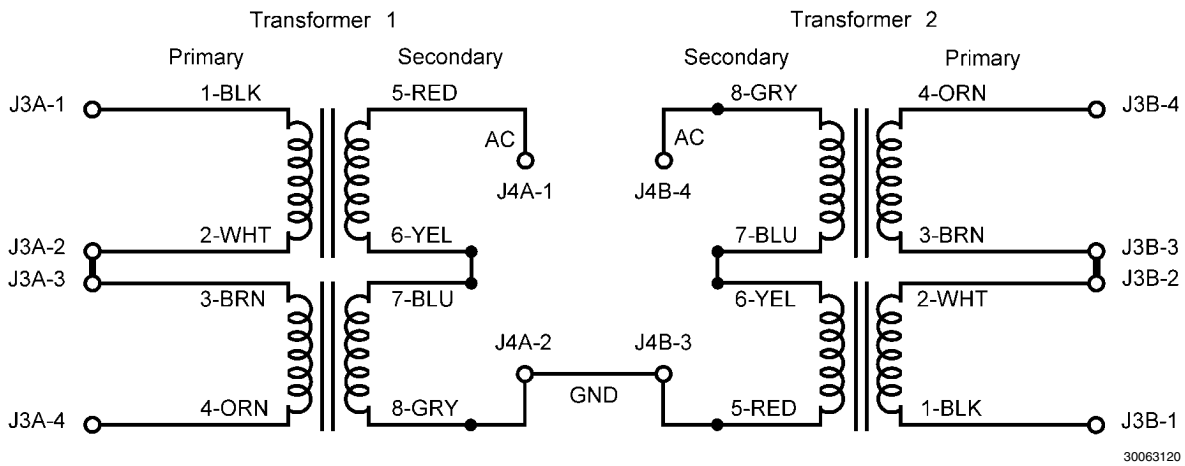 Transformer 1
Transformer 2
Primary
Secondary
Secondary
Primary
J3A-1
1-BLK
5-RED
8-GRY
4-ORN
J3B-4
AC
AC
J4A-1
J4B-4
J3A-2
2-WHT
6-YEL
7-BLU
3-BRN
J3B-3
J3A-3
3-BRN
7-BLU
6-YEL
2-WHT
J3B-2
J4A-2
J4B-3
GND
J3A-4
4-ORN
8-GRY
5-RED
1-BLK
J3B-1
30063120